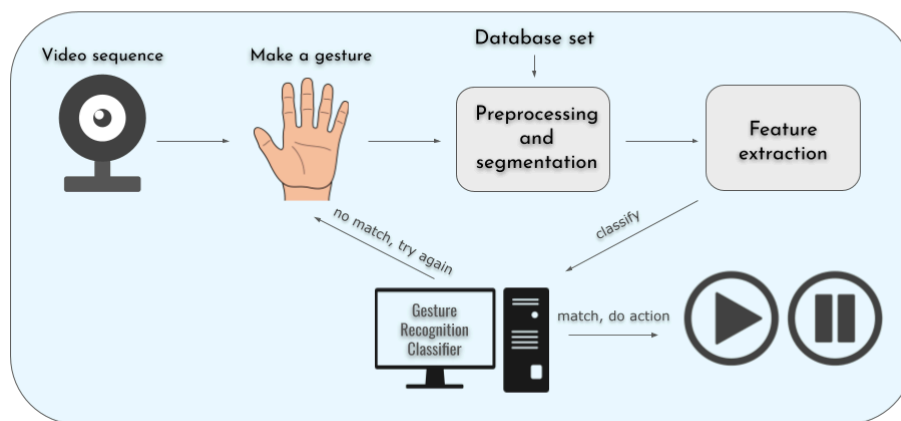 Video sequence
Make a gesture
Database set
Preprocessing
and
segmentation
Feature
extraction
no match, try again
classify
Gesture
Recognition
Classifier
match, do action